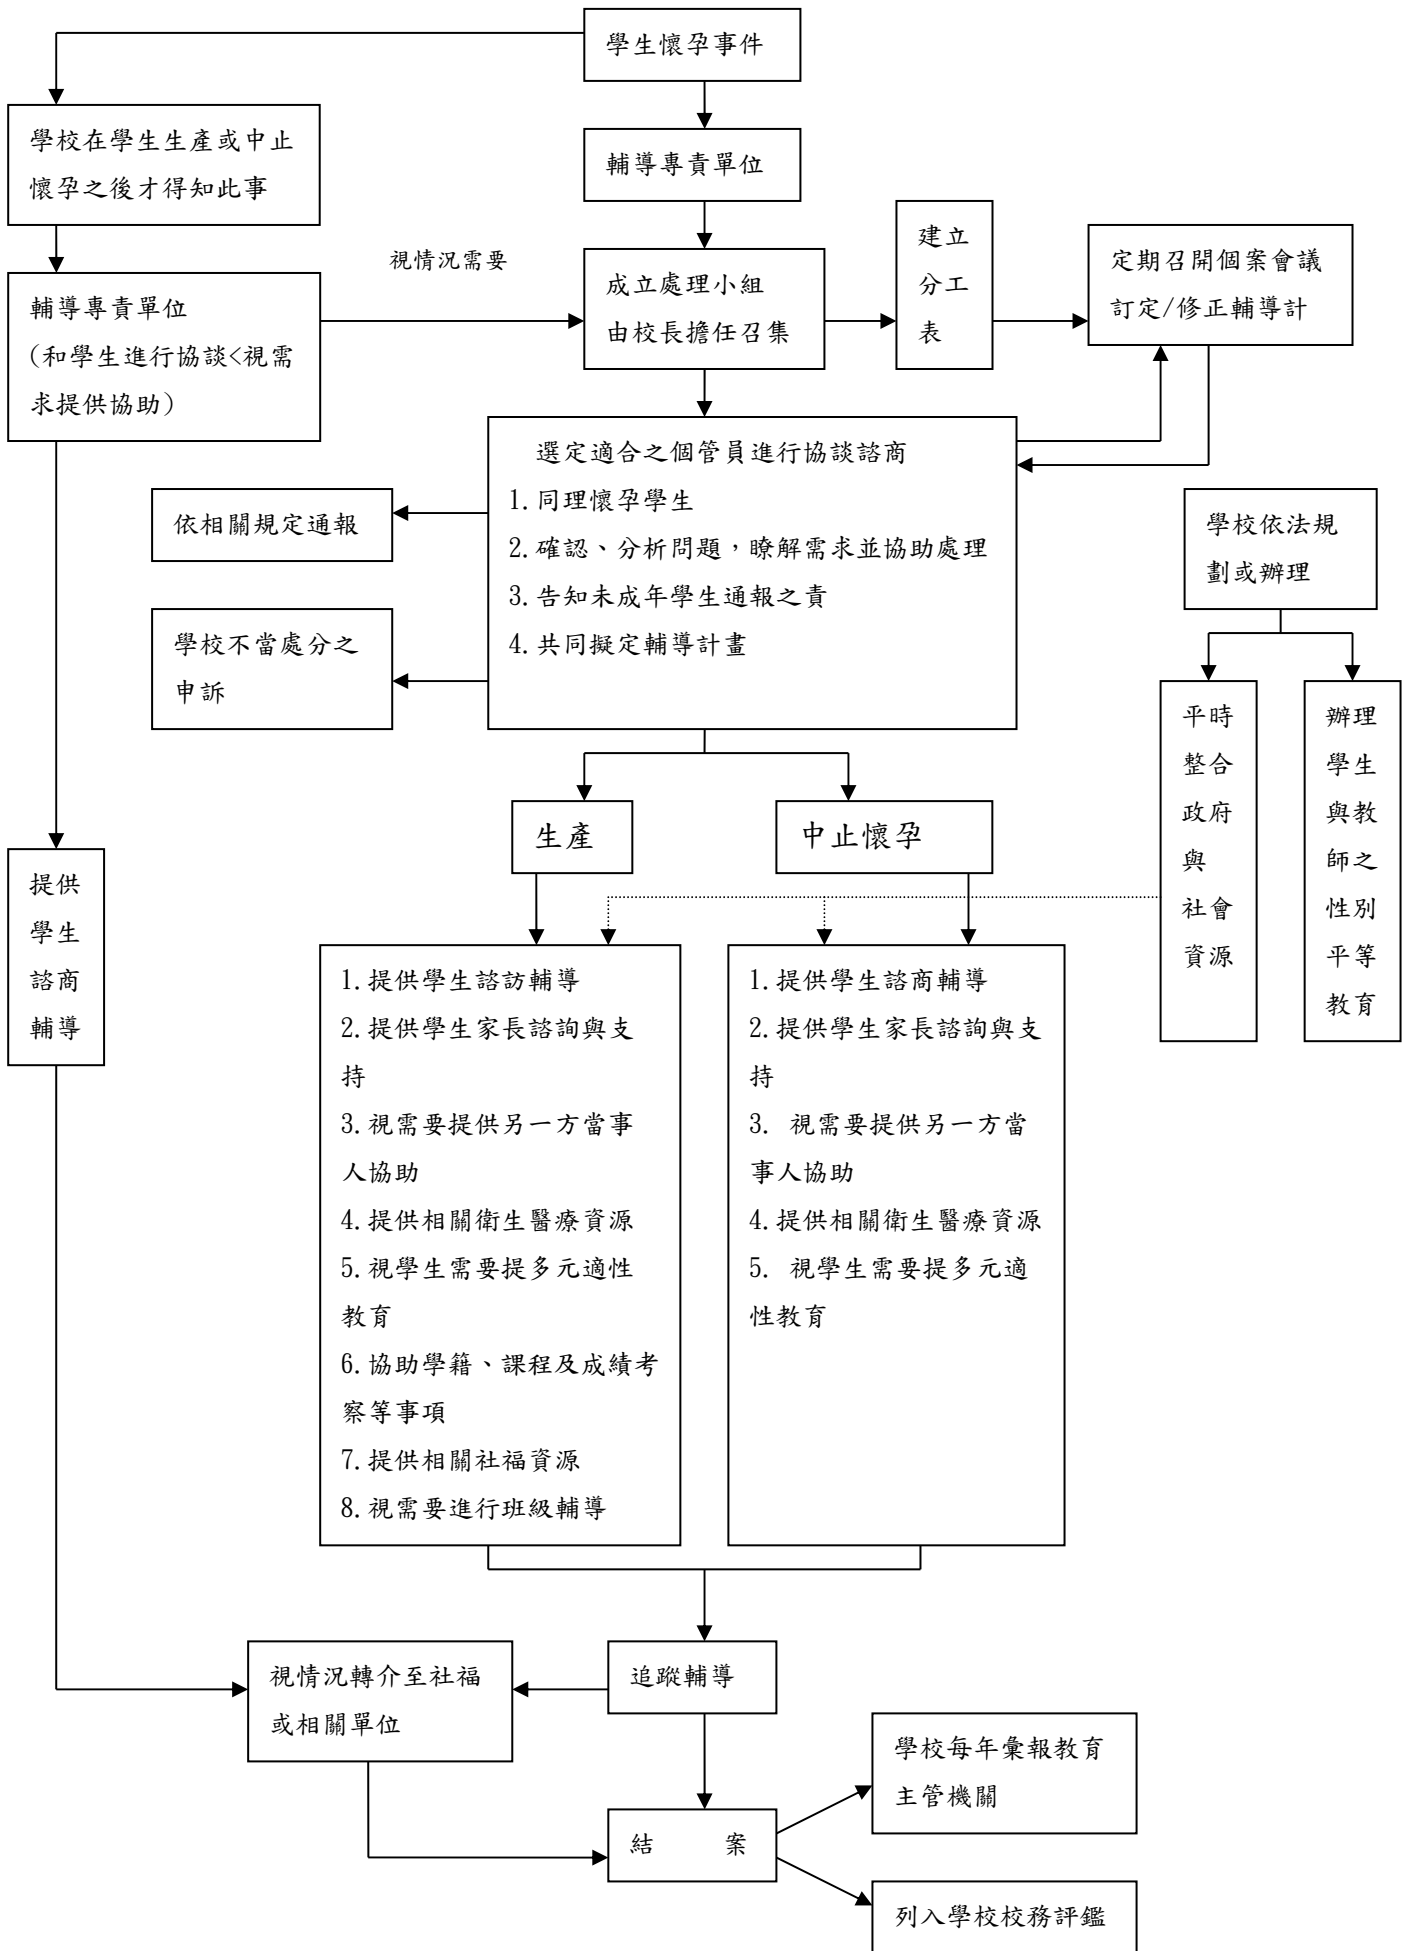 學生懷孕事件
學校在學生生產或中止
懷孕之後才得知此事
輔導專責單位
輔導專責單位
(和學生進行協談<視需
求提供協助)
視情況需要
成立處理小組
由校長擔任召集
建立
分工
表
定期召開個案會議
訂定/修正輔導計
選定適合之個管員進行協談諮商
1.同理懷孕學生
2.確認、分析問題，瞭解需求並協助處理
3.告知未成年學生通報之責
4.共同擬定輔導計畫
依相關規定通報
學校不當處分之
申訴
學校依法規
劃或辦理
平時
整合
政府
與
社會
資源
辦理
學生
與教
師之
性別
平等
教育
生產
中止懷孕
提供
學生
諮商
輔導
1.提供學生諮訪輔導
2.提供學生家長諮詢與支
持
3.視需要提供另一方當事
人協助
4.提供相關衛生醫療資源
5.視學生需要提多元適性
教育
6.協助學籍、課程及成績考
察等事項
7.提供相關社福資源
8.視需要進行班級輔導
1.提供學生諮商輔導
2.提供學生家長諮詢與支
持
3. 視需要提供另一方當
事人協助
4.提供相關衛生醫療資源
5. 視學生需要提多元適
性教育
視情況轉介至社福
或相關單位
追蹤輔導
結　　案
學校每年彙報教育
主管機關
列入學校校務評鑑